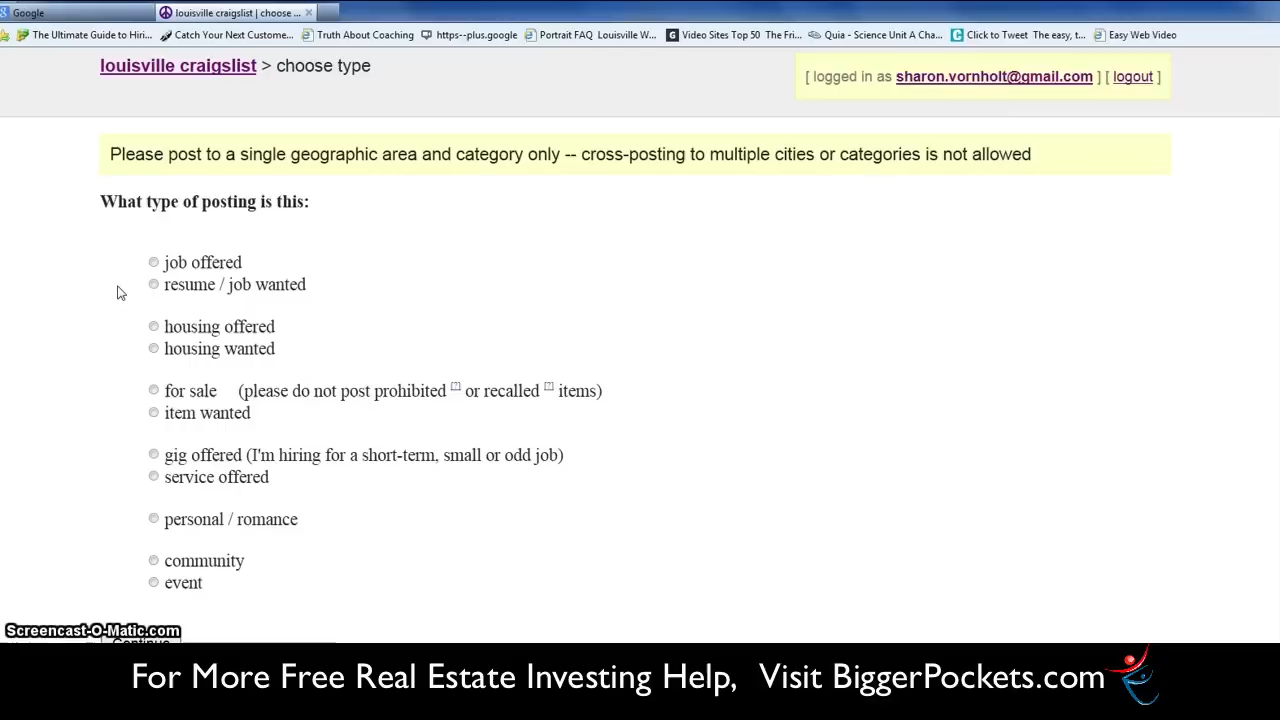 Google
louisville craigslist | choose ...
The Ultimate Guide to Hiri...
Catch Your Next Custome...
Truth About Coaching
https--plus.google
Portrait FAQ Louisville W...
Video Sites Top 50 The Fri...
Quia - Science Unit A Cha...
Click to Tweet The easy, t...
Easy Web Video
louisville craigslist > choose type
[ logged in as sharon.vornholt@gmail.com ] [ logout ]
Please post to a single geographic area and category only -- cross-posting to multiple cities or categories is not allowed
What type of posting is this:
job offered
resume / job wanted
housing offered
housing wanted
for sale (please do not post prohibited [?] or recalled [?] items)
item wanted
gig offered (I'm hiring for a short-term, small or odd job)
service offered
personal / romance
community
event
Screencast-O-Matic.com
Continue
For More Free Real Estate Investing Help, Visit BiggerPockets.com